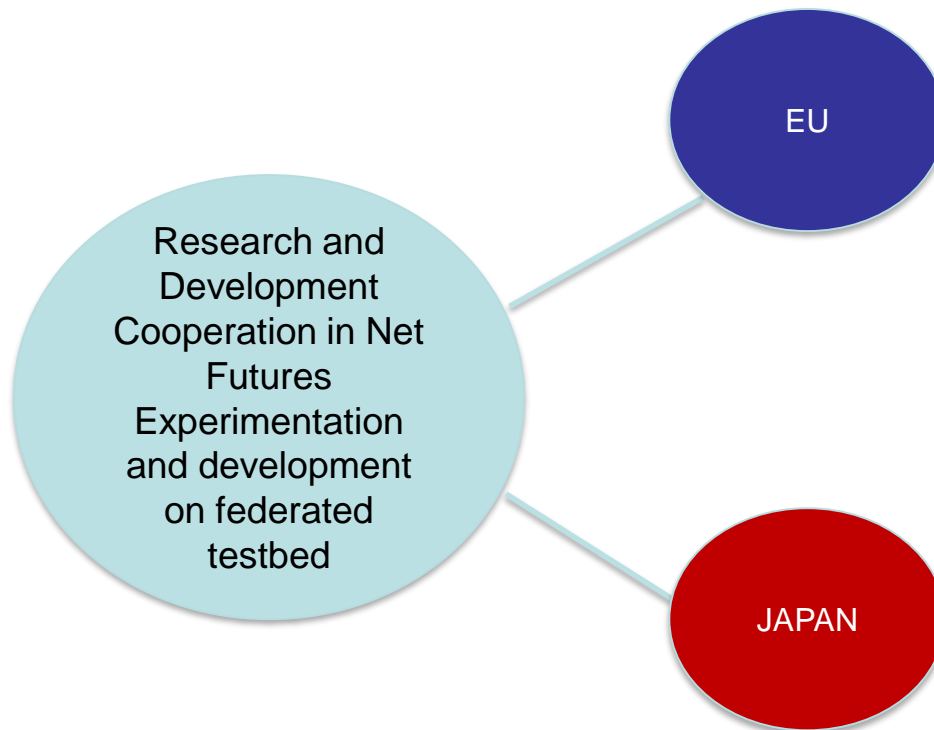 EU
Research and
Development
Cooperation in Net
Futures
Experimentation
and development
on federated
testbed
JAPAN